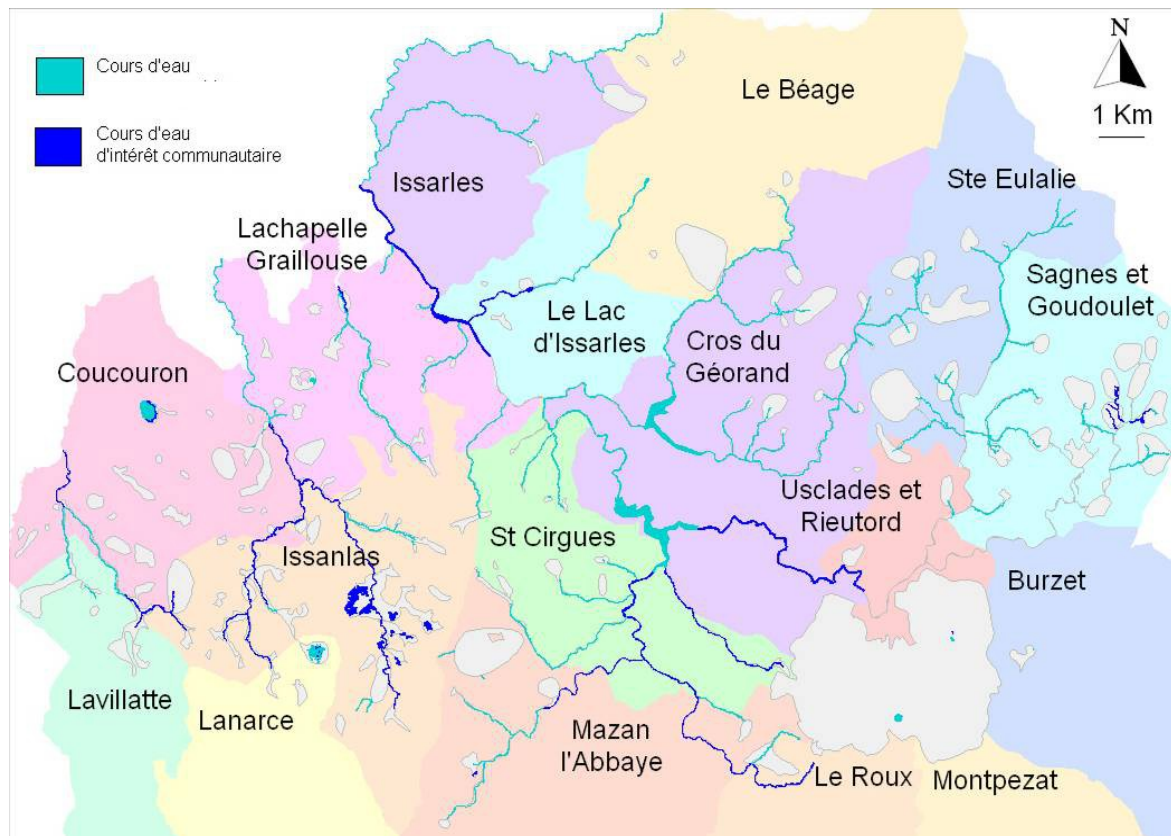 Cours d'eau
Cours d'eau
d'intérêt communautaire
N
1 Km
Le Béage
Issarles
Ste Eulalie
Lachapelle
Graillouse
Sagnes et
Goudoulet
Le Lac
d'Issarles
Cros du
Géorand
Coucouron
Usclades et
Rieutord
St Cirgues
Issanlas
Burzet
Lavillatte
Lanarce
Mazan
l'Abbaye
Le Roux
Montpezat